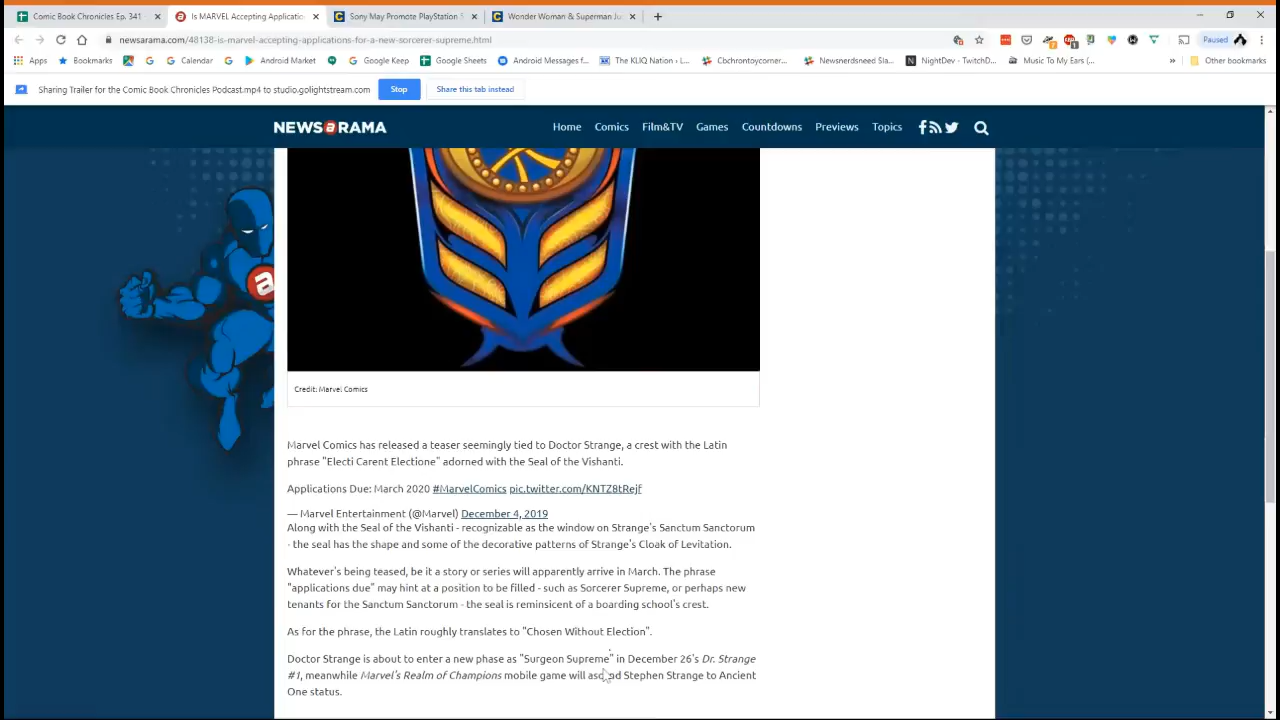 Comic Book Chronicles Ep. 341
Is MARVEL Accepting Applicatio
Sony May Promote PlayStation 5
Wonder Woman & Superman Ju
newsarama.com/48138-is-marvel-accepting-applications-for-a-new-sorcerer-supreme.html
Paused
Apps
Bookmarks
Calendar
Android Market
Google Keep
Google Sheets
Android Messages f...
The KLIQ Nation ‹ L...
Cbchrontoycorner...
Newsnerdsneed Sla...
NightDev - TwitchD...
Music To My Ears (...
»
Other bookmarks
Sharing Trailer for the Comic Book Chronicles Podcast.mp4 to studio.golightstream.com
Stop
Share this tab instead
NEWSaRAMA
Home
Comics
Film&TV
Games
Countdowns
Previews
Topics
Credit: Marvel Comics
Marvel Comics has released a teaser seemingly tied to Doctor Strange, a crest with the Latin
phrase "Electi Carent Electione" adorned with the Seal of the Vishanti.
Applications Due: March 2020 #MarvelComics pic.twitter.com/KNTZ8tRejf
— Marvel Entertainment (@Marvel) December 4, 2019
Along with the Seal of the Vishanti - recognizable as the window on Strange's Sanctum Sanctorum
- the seal has the shape and some of the decorative patterns of Strange's Cloak of Levitation.
Whatever's being teased, be it a story or series will apparently arrive in March. The phrase
"applications due" may hint at a position to be filled - such as Sorcerer Supreme, or perhaps new
tenants for the Sanctum Sanctorum - the seal is reminsicent of a boarding school's crest.
As for the phrase, the Latin roughly translates to "Chosen Without Election".
Doctor Strange is about to enter a new phase as "Surgeon Supreme" in December 26's Dr. Strange
#1, meanwhile Marvel's Realm of Champions mobile game will ascend Stephen Strange to Ancient
One status.